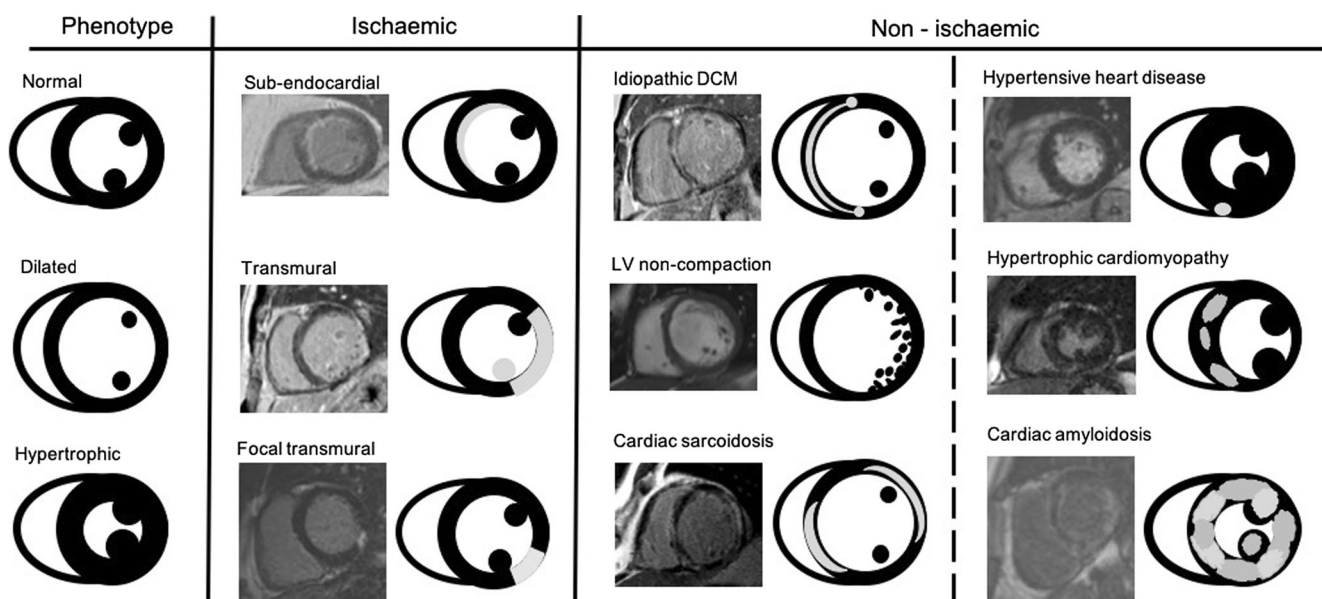 Phenotype
Ischaemic
Non - ischaemic
Normal
Sub-endocardial
Idiopathic DCM
Hypertensive heart disease
Dilated
Transmural
LV non-compaction
Hypertrophic cardiomyopathy
Hypertrophic
Focal transmural
Cardiac sarcoidosis
Cardiac amyloidosis